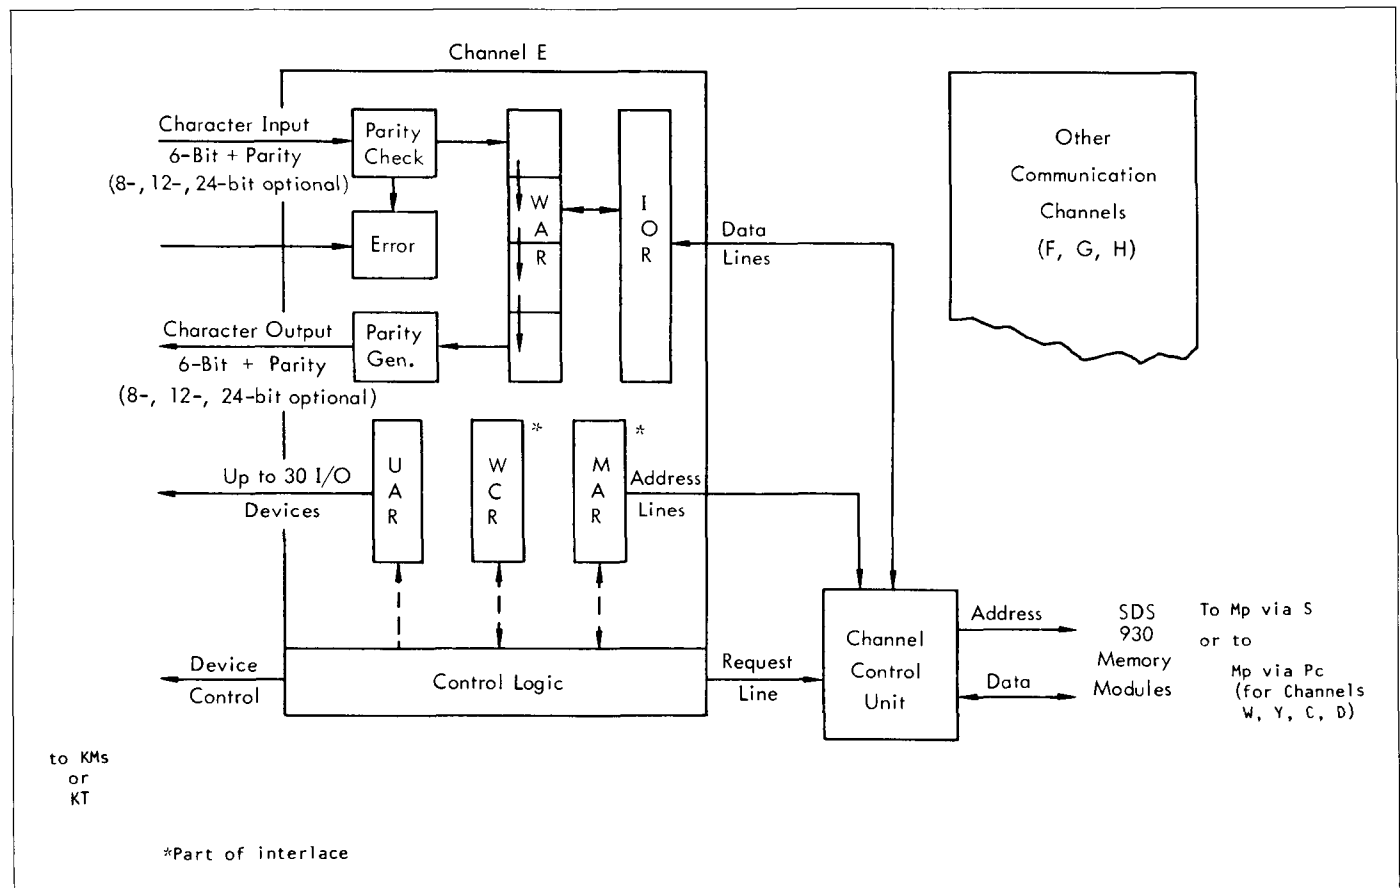 Channel E
Character Input
6-Bit + Parity
(8-, 12-, 24-bit optional)
Parity
Check
Error
W
A
R
I
O
R
Data
Lines
Other
Communication
Channels
(F, G, H)
Character Output
6-Bit + Parity
(8-, 12-, 24-bit optional)
Parity
Gen.
Up to 30 I/O
Devices
U
A
R
W
C
R
*
M
A
R
*
Address
Lines
Device
Control
Control Logic
Request
Line
Channel
Control
Unit
Address
Data
SDS
930
Memory
Modules
To Mp via S
or to
Mp via Pc
(for Channels
W, Y, C, D)
to KMs
or
KT
*Part of interlace